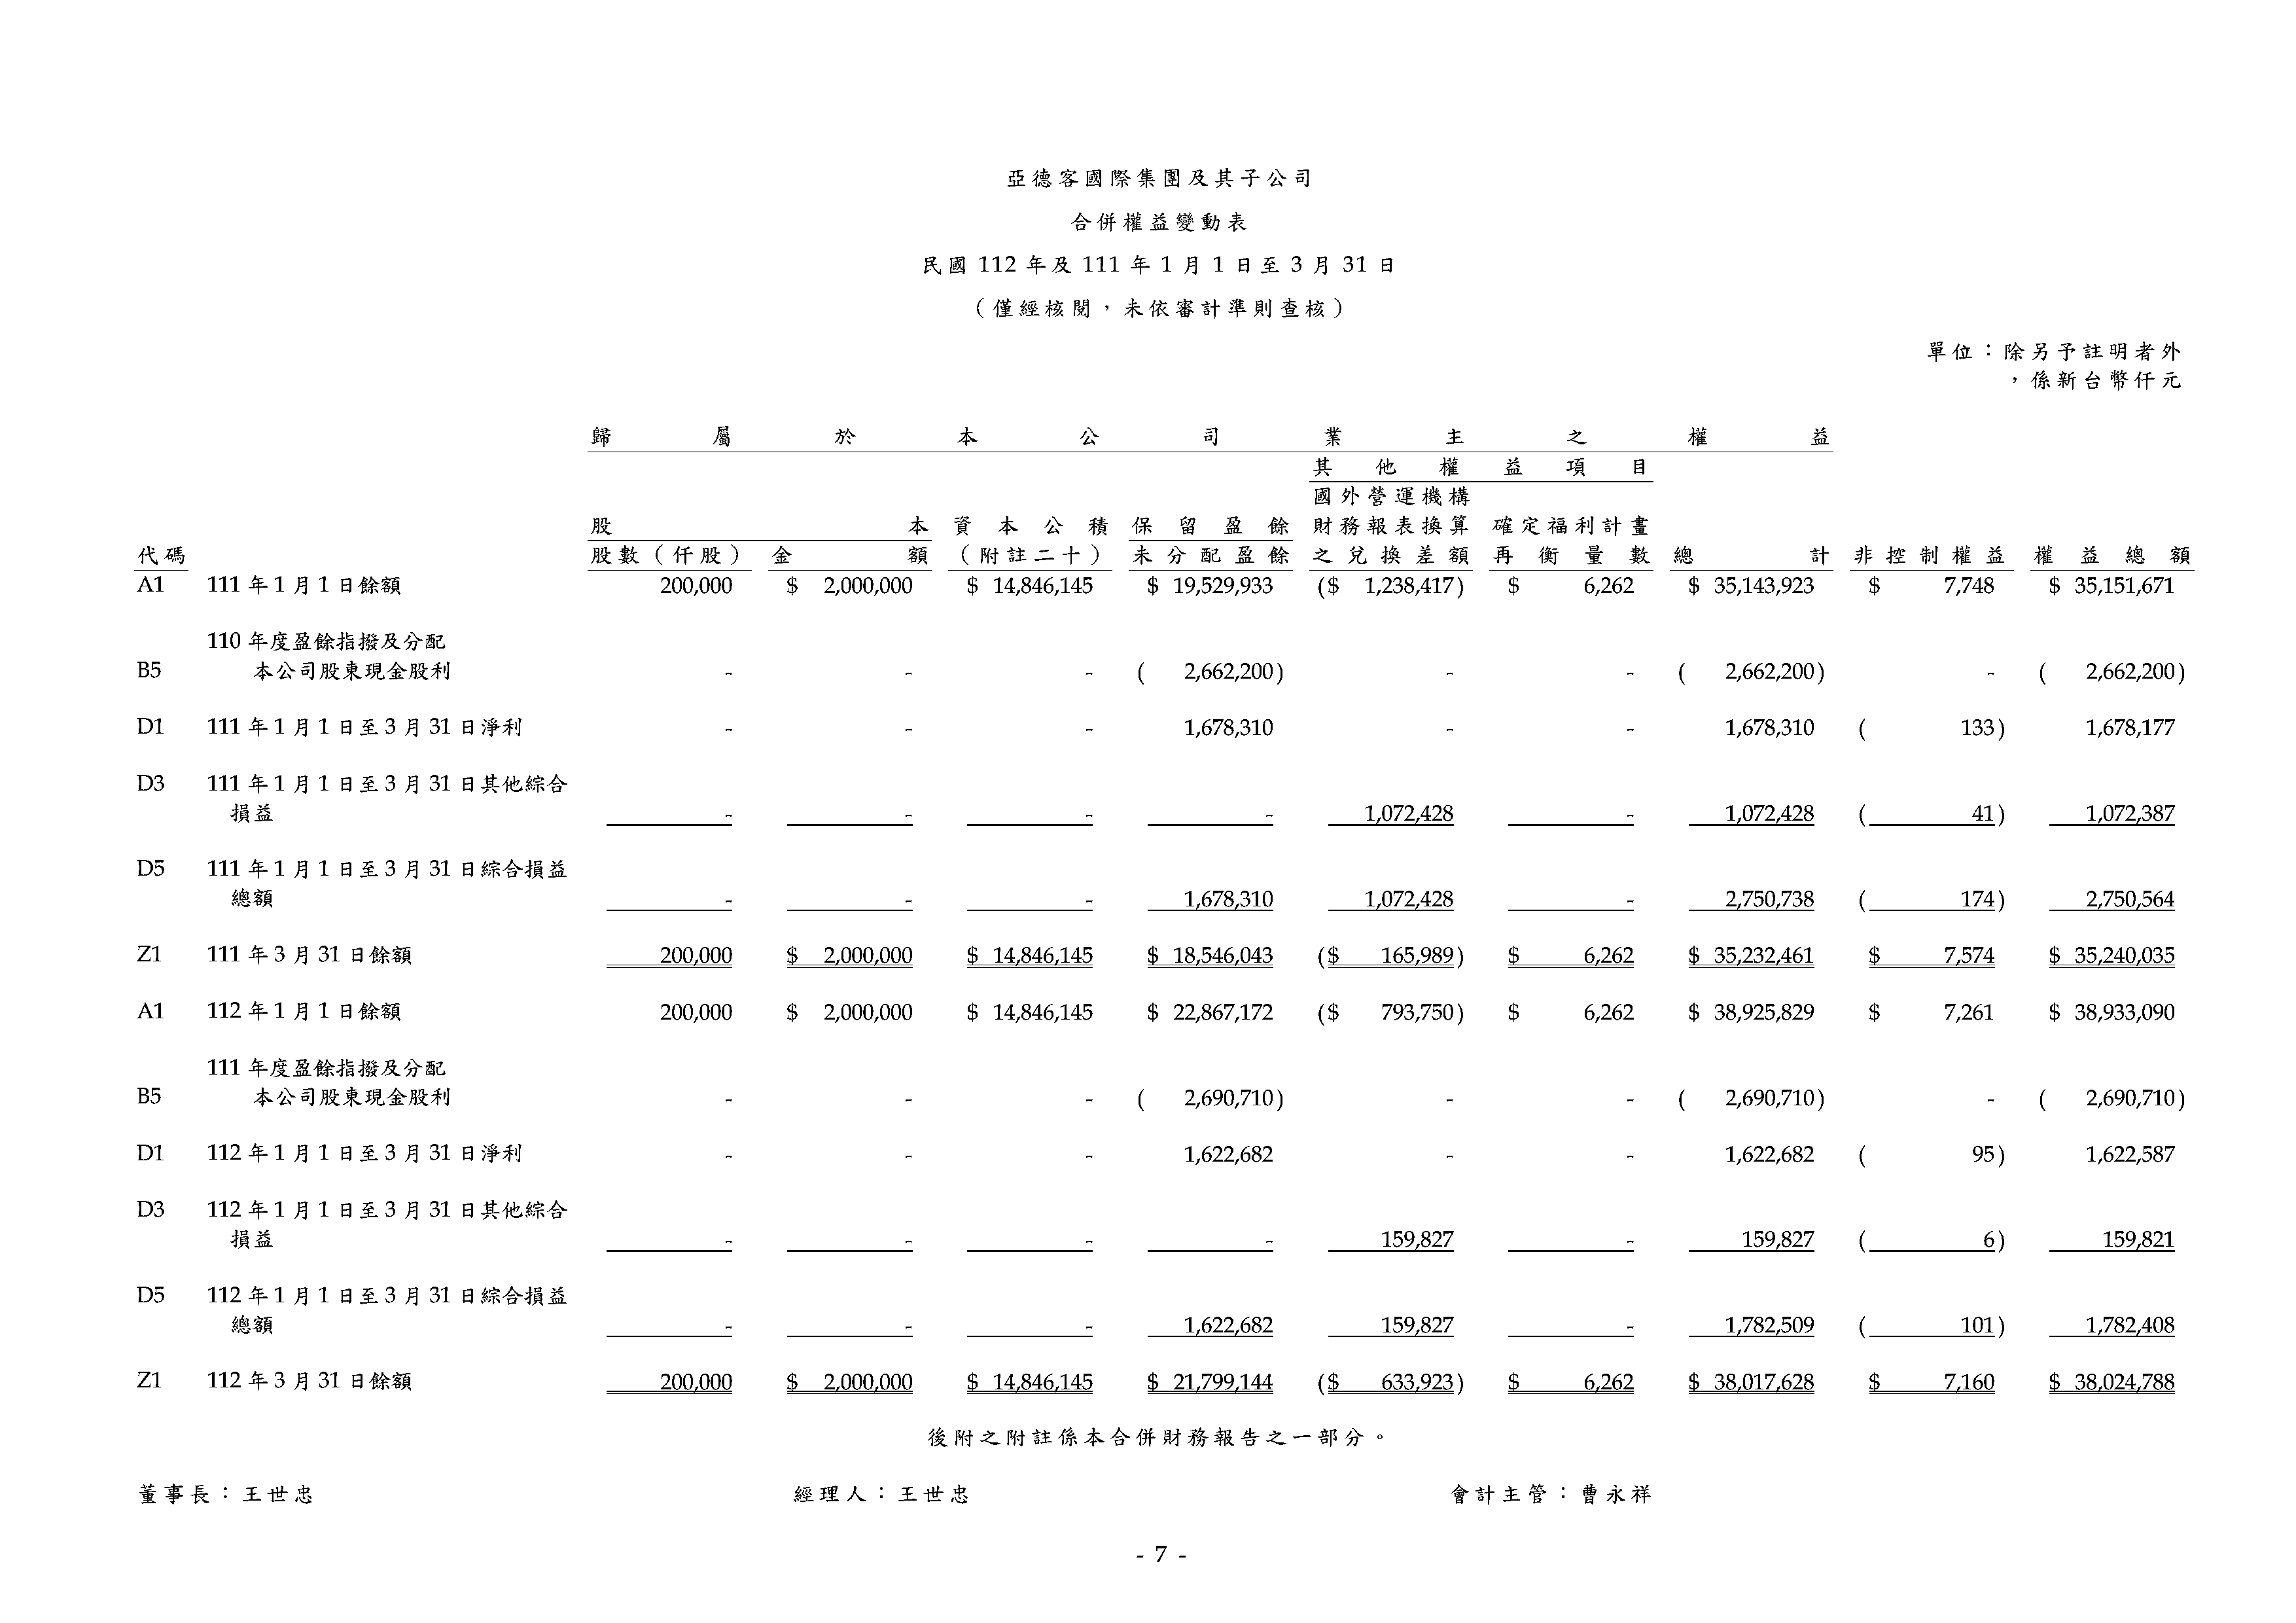 亞德客國際集團及其子公司
合併權益變動表
民國 112 年及 111 年 1 月 1 日至 3 月 31 日
（僅經核閱，未依審計準則查核）
單位：除另予註明者外
，係新台幣仟元
歸屬於本公司業主之權益
其他權益項目
國外營運機構
股本 資本公積 保留盈餘 財務報表換算 確定福利計畫
代碼 股數（仟股） 金額 （附註二十） 未分配盈餘 之兌換差額 再衡量數 總計 非控制權益 權益總額
A1 111 年 1 月 1 日餘額 200,000 $ 2,000,000 $ 14,846,145 $ 19,529,933 ($ 1,238,417) $ 6,262 $ 35,143,923 $ 7,748 $ 35,151,671
110 年度盈餘指撥及分配
B5 本公司股東現金股利 - - - ( 2,662,200) - - ( 2,662,200) - ( 2,662,200)
D1 111 年 1 月 1 日至 3 月 31 日淨利 - - - 1,678,310 - - 1,678,310 ( 133) 1,678,177
D3 111 年 1 月 1 日至 3 月 31 日其他綜合
損益 - - - - 1,072,428 - 1,072,428 ( 41) 1,072,387
D5 111 年 1 月 1 日至 3 月 31 日綜合損益
總額 - - - 1,678,310 1,072,428 - 2,750,738 ( 174) 2,750,564
Z1 111 年 3 月 31 日餘額 200,000 $ 2,000,000 $ 14,846,145 $ 18,546,043 ($ 165,989) $ 6,262 $ 35,232,461 $ 7,574 $ 35,240,035
A1 112 年 1 月 1 日餘額 200,000 $ 2,000,000 $ 14,846,145 $ 22,867,172 ($ 793,750) $ 6,262 $ 38,925,829 $ 7,261 $ 38,933,090
111 年度盈餘指撥及分配
B5 本公司股東現金股利 - - - ( 2,690,710) - - ( 2,690,710) - ( 2,690,710)
D1 112 年 1 月 1 日至 3 月 31 日淨利 - - - 1,622,682 - - 1,622,682 ( 95) 1,622,587
D3 112 年 1 月 1 日至 3 月 31 日其他綜合
損益 - - - - 159,827 - 159,827 ( 6) 159,821
D5 112 年 1 月 1 日至 3 月 31 日綜合損益
總額 - - - 1,622,682 159,827 - 1,782,509 ( 101) 1,782,408
Z1 112 年 3 月 31 日餘額 200,000 $ 2,000,000 $ 14,846,145 $ 21,799,144 ($ 633,923) $ 6,262 $ 38,017,628 $ 7,160 $ 38,024,788
後附之附註係本合併財務報告之一部分。
董事長：王世忠 經理人：王世忠 會計主管：曹永祥
- 7 -